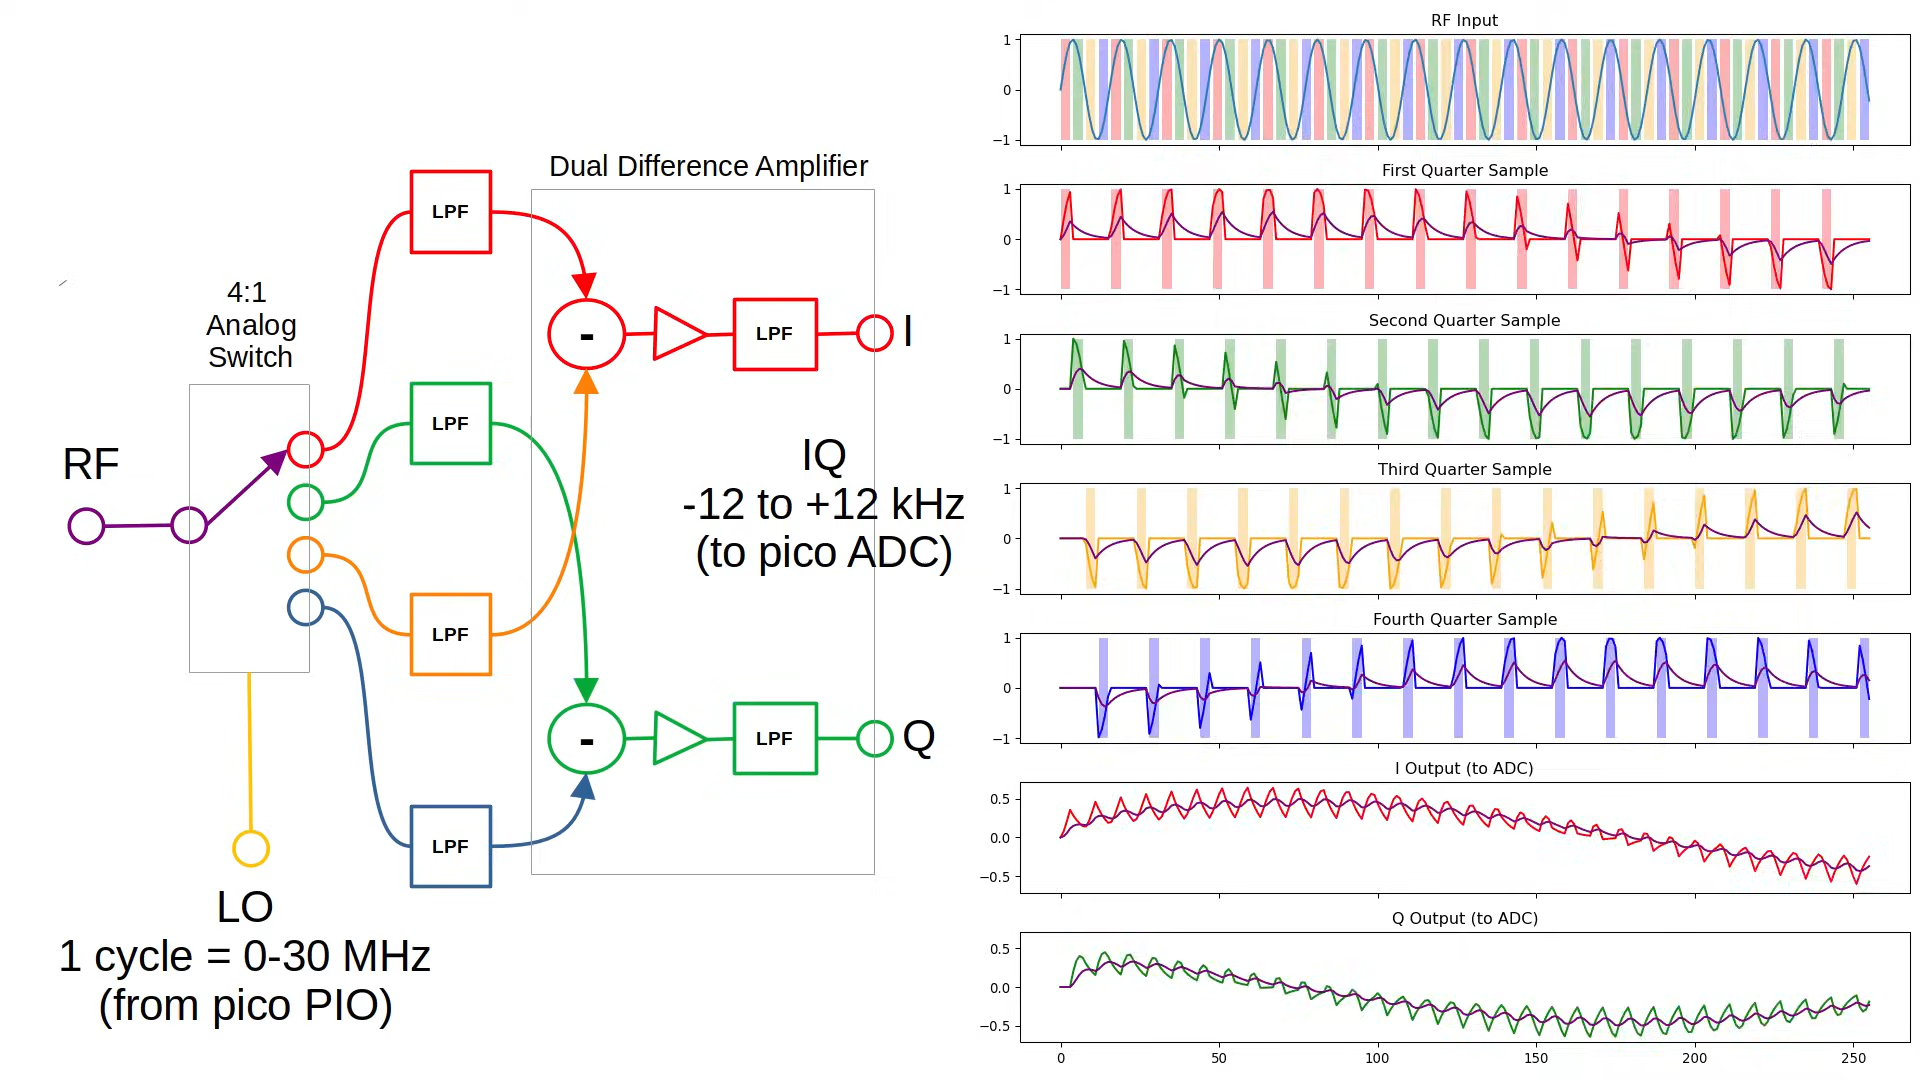 Dual Difference Amplifier
4:1
Analog
Switch
RF
LPF
LPF
LPF
LPF
-
-
LPF
LPF
I
IQ
-12 to +12 kHz
(to pico ADC)
Q
LO
1 cycle = 0-30 MHz
(from pico PIO)
RF Input
1
0
−1
First Quarter Sample
1
0
−1
Second Quarter Sample
1
0
−1
Third Quarter Sample
1
0
−1
Fourth Quarter Sample
1
0
−1
I Output (to ADC)
0.5
0.0
−0.5
Q Output (to ADC)
0.5
0.0
−0.5
0 50 100 150 200 250